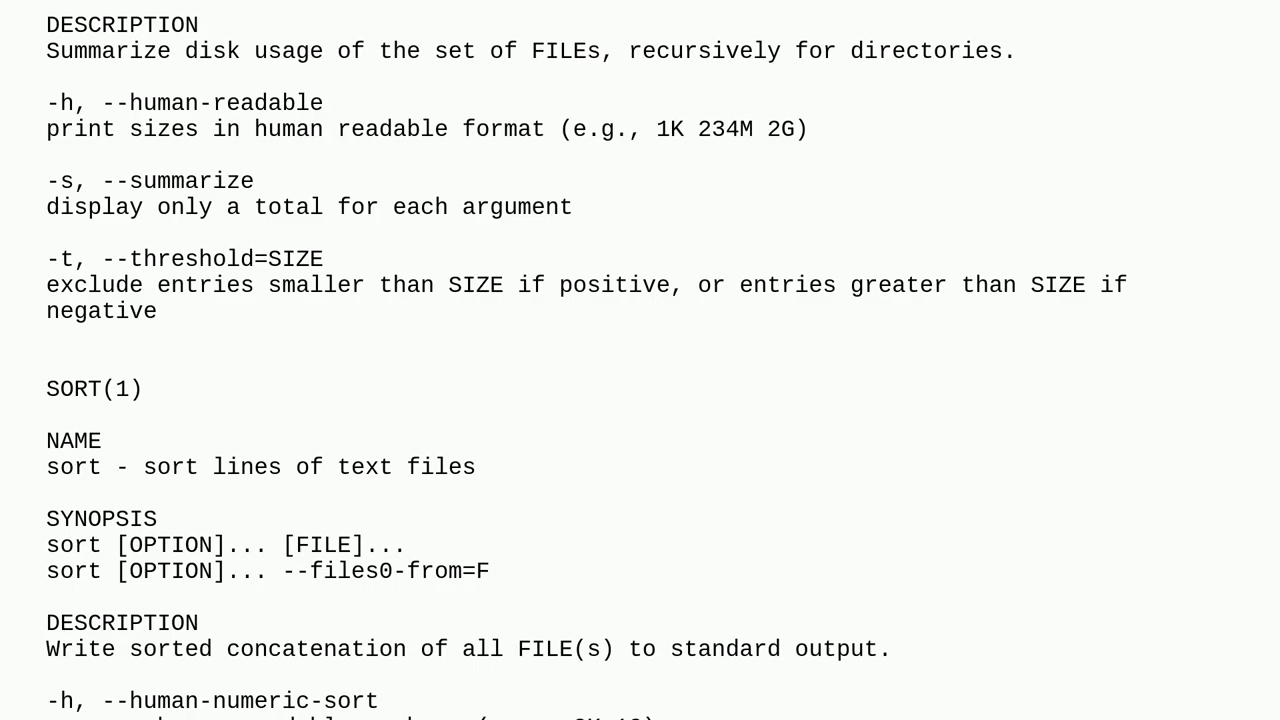 DESCRIPTION
Summarize disk usage of the set of FILEs, recursively for directories.
-h, --human-readable
print sizes in human readable format (e.g., 1K 234M 2G)
-s, --summarize
display only a total for each argument
-t, --threshold=SIZE
exclude entries smaller than SIZE if positive, or entries greater than SIZE if
negative
SORT(1)
NAME
sort - sort lines of text files
SYNOPSIS
sort [OPTION]... [FILE]...
sort [OPTION]... --files0-from=F
DESCRIPTION
Write sorted concatenation of all FILE(s) to standard output.
-h, --human-numeric-sort